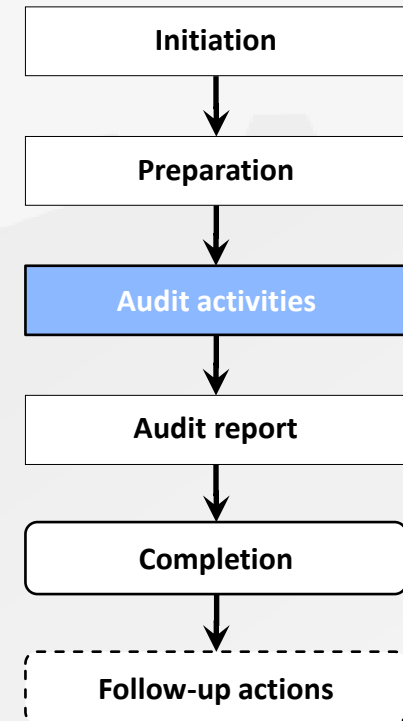 Initiation
Preparation
Audit activities
Audit report
Completion
Follow-up actions